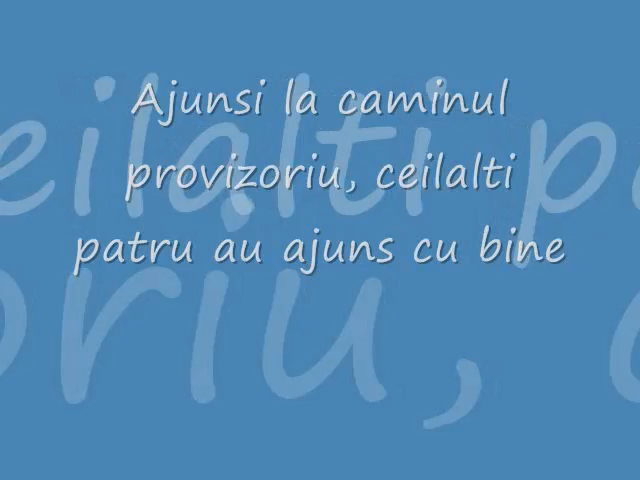 Ajunsi la caminul
provizoriu, ceilalti
patru au ajuns cu bine